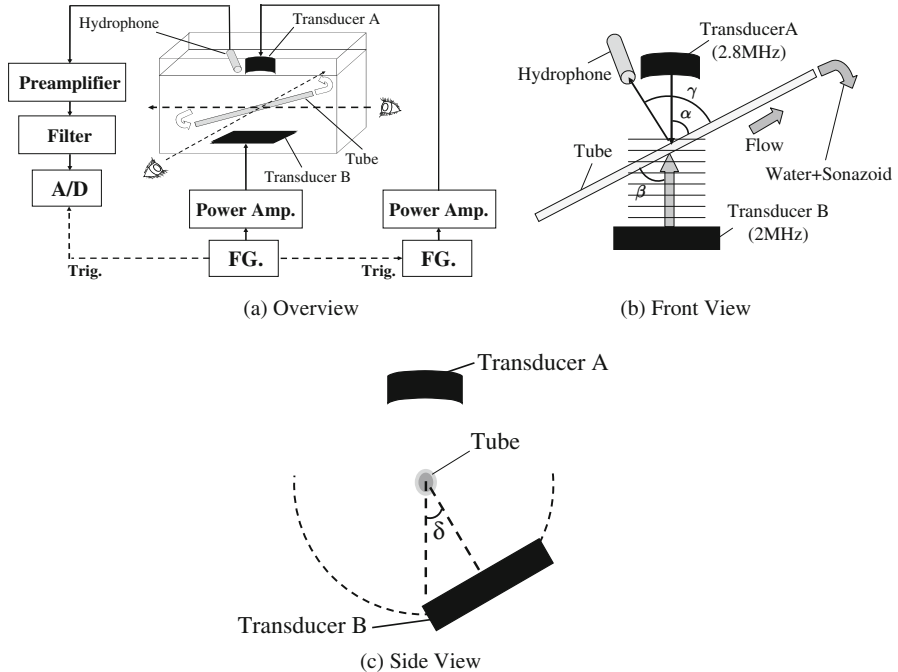 Hydrophone
Transducer A
Preamplifier
Filter
A/D
Tube
Transducer B
Power Amp.
Power Amp.
FG.
FG.
Trig.
Trig.
(a) Overview
TransducerA
(2.8MHz)
Hydrophone
γ
α
Flow
Tube
β
Water+Sonazoid
Transducer B
(2MHz)
(b) Front View
Transducer A
Tube
δ
Transducer B
(c) Side View